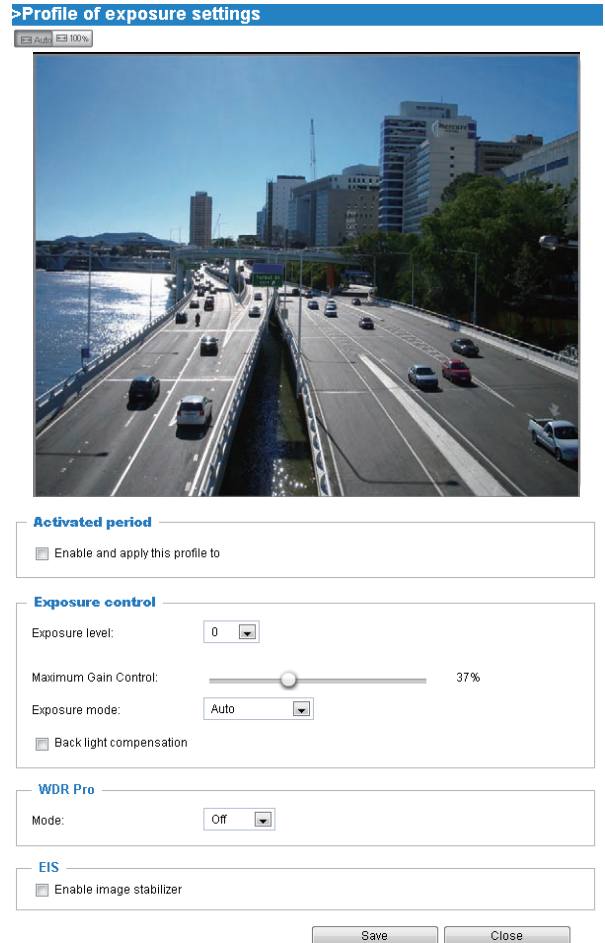 >Profile of exposure settings
Auto 100%
mercure
Activated period
Enable and apply this profile to
Exposure control
Exposure level: 0
Maximum Gain Control: 37%
Exposure mode: Auto
Back light compensation
WDR Pro
Mode: Off
EIS
Enable image stabilizer
Save Close